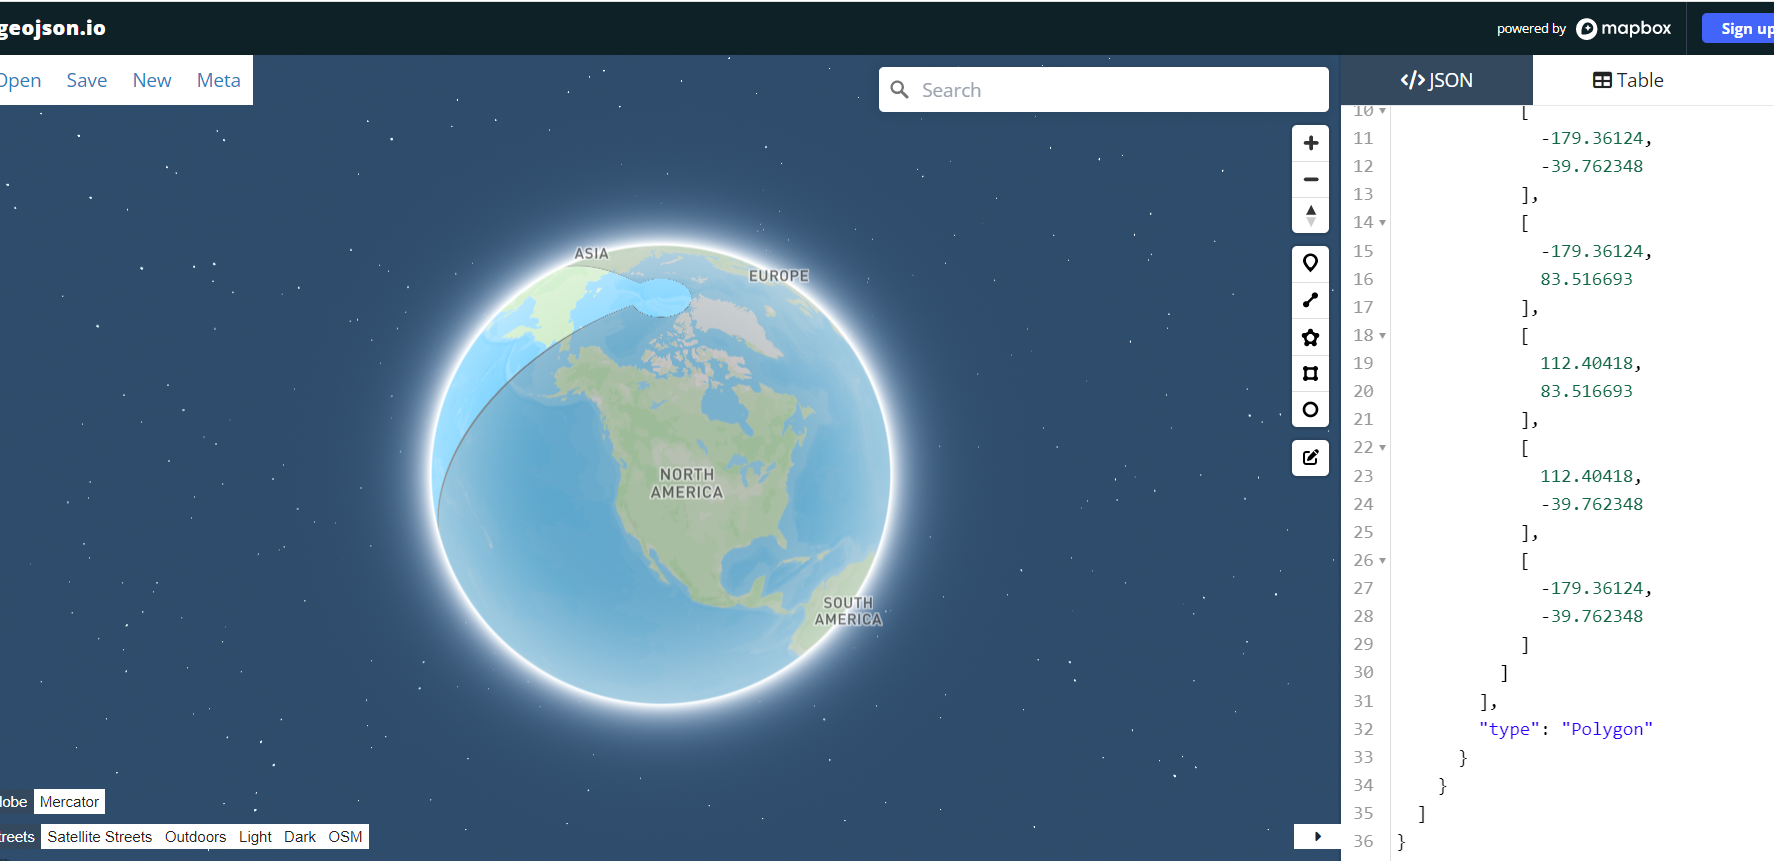 geojson.io
powered by mapbox
Sign up
Open Save New Meta
Search
JSON
Table
ASIA
EUROPE
NORTH
AMERICA
SOUTH
AMERICA
lobe Mercator
treets Satellite Streets Outdoors Light Dark OSM
10 [
11 -179.36124,
12 -39.762348
13 ],
14 [
15 -179.36124,
16 83.516693
17 ],
18 [
19 112.40418,
20 83.516693
21 ],
22 [
23 112.40418,
24 -39.762348
25 ],
26 [
27 -179.36124,
28 -39.762348
29 ]
30 ]
31 ],
32 "type": "Polygon"
33 }
34 }
35 ]
36 }